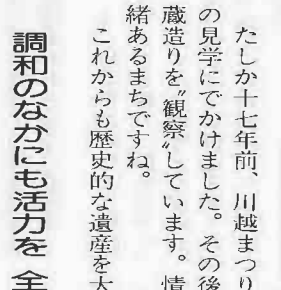 たしか十七年前、川越まつり
の見学にでかけました。その後
蔵造りを〝観察〟しています。情
緒あるまちですね。
これからも歴史的な遺産を大
調和のなかにも活力を 全